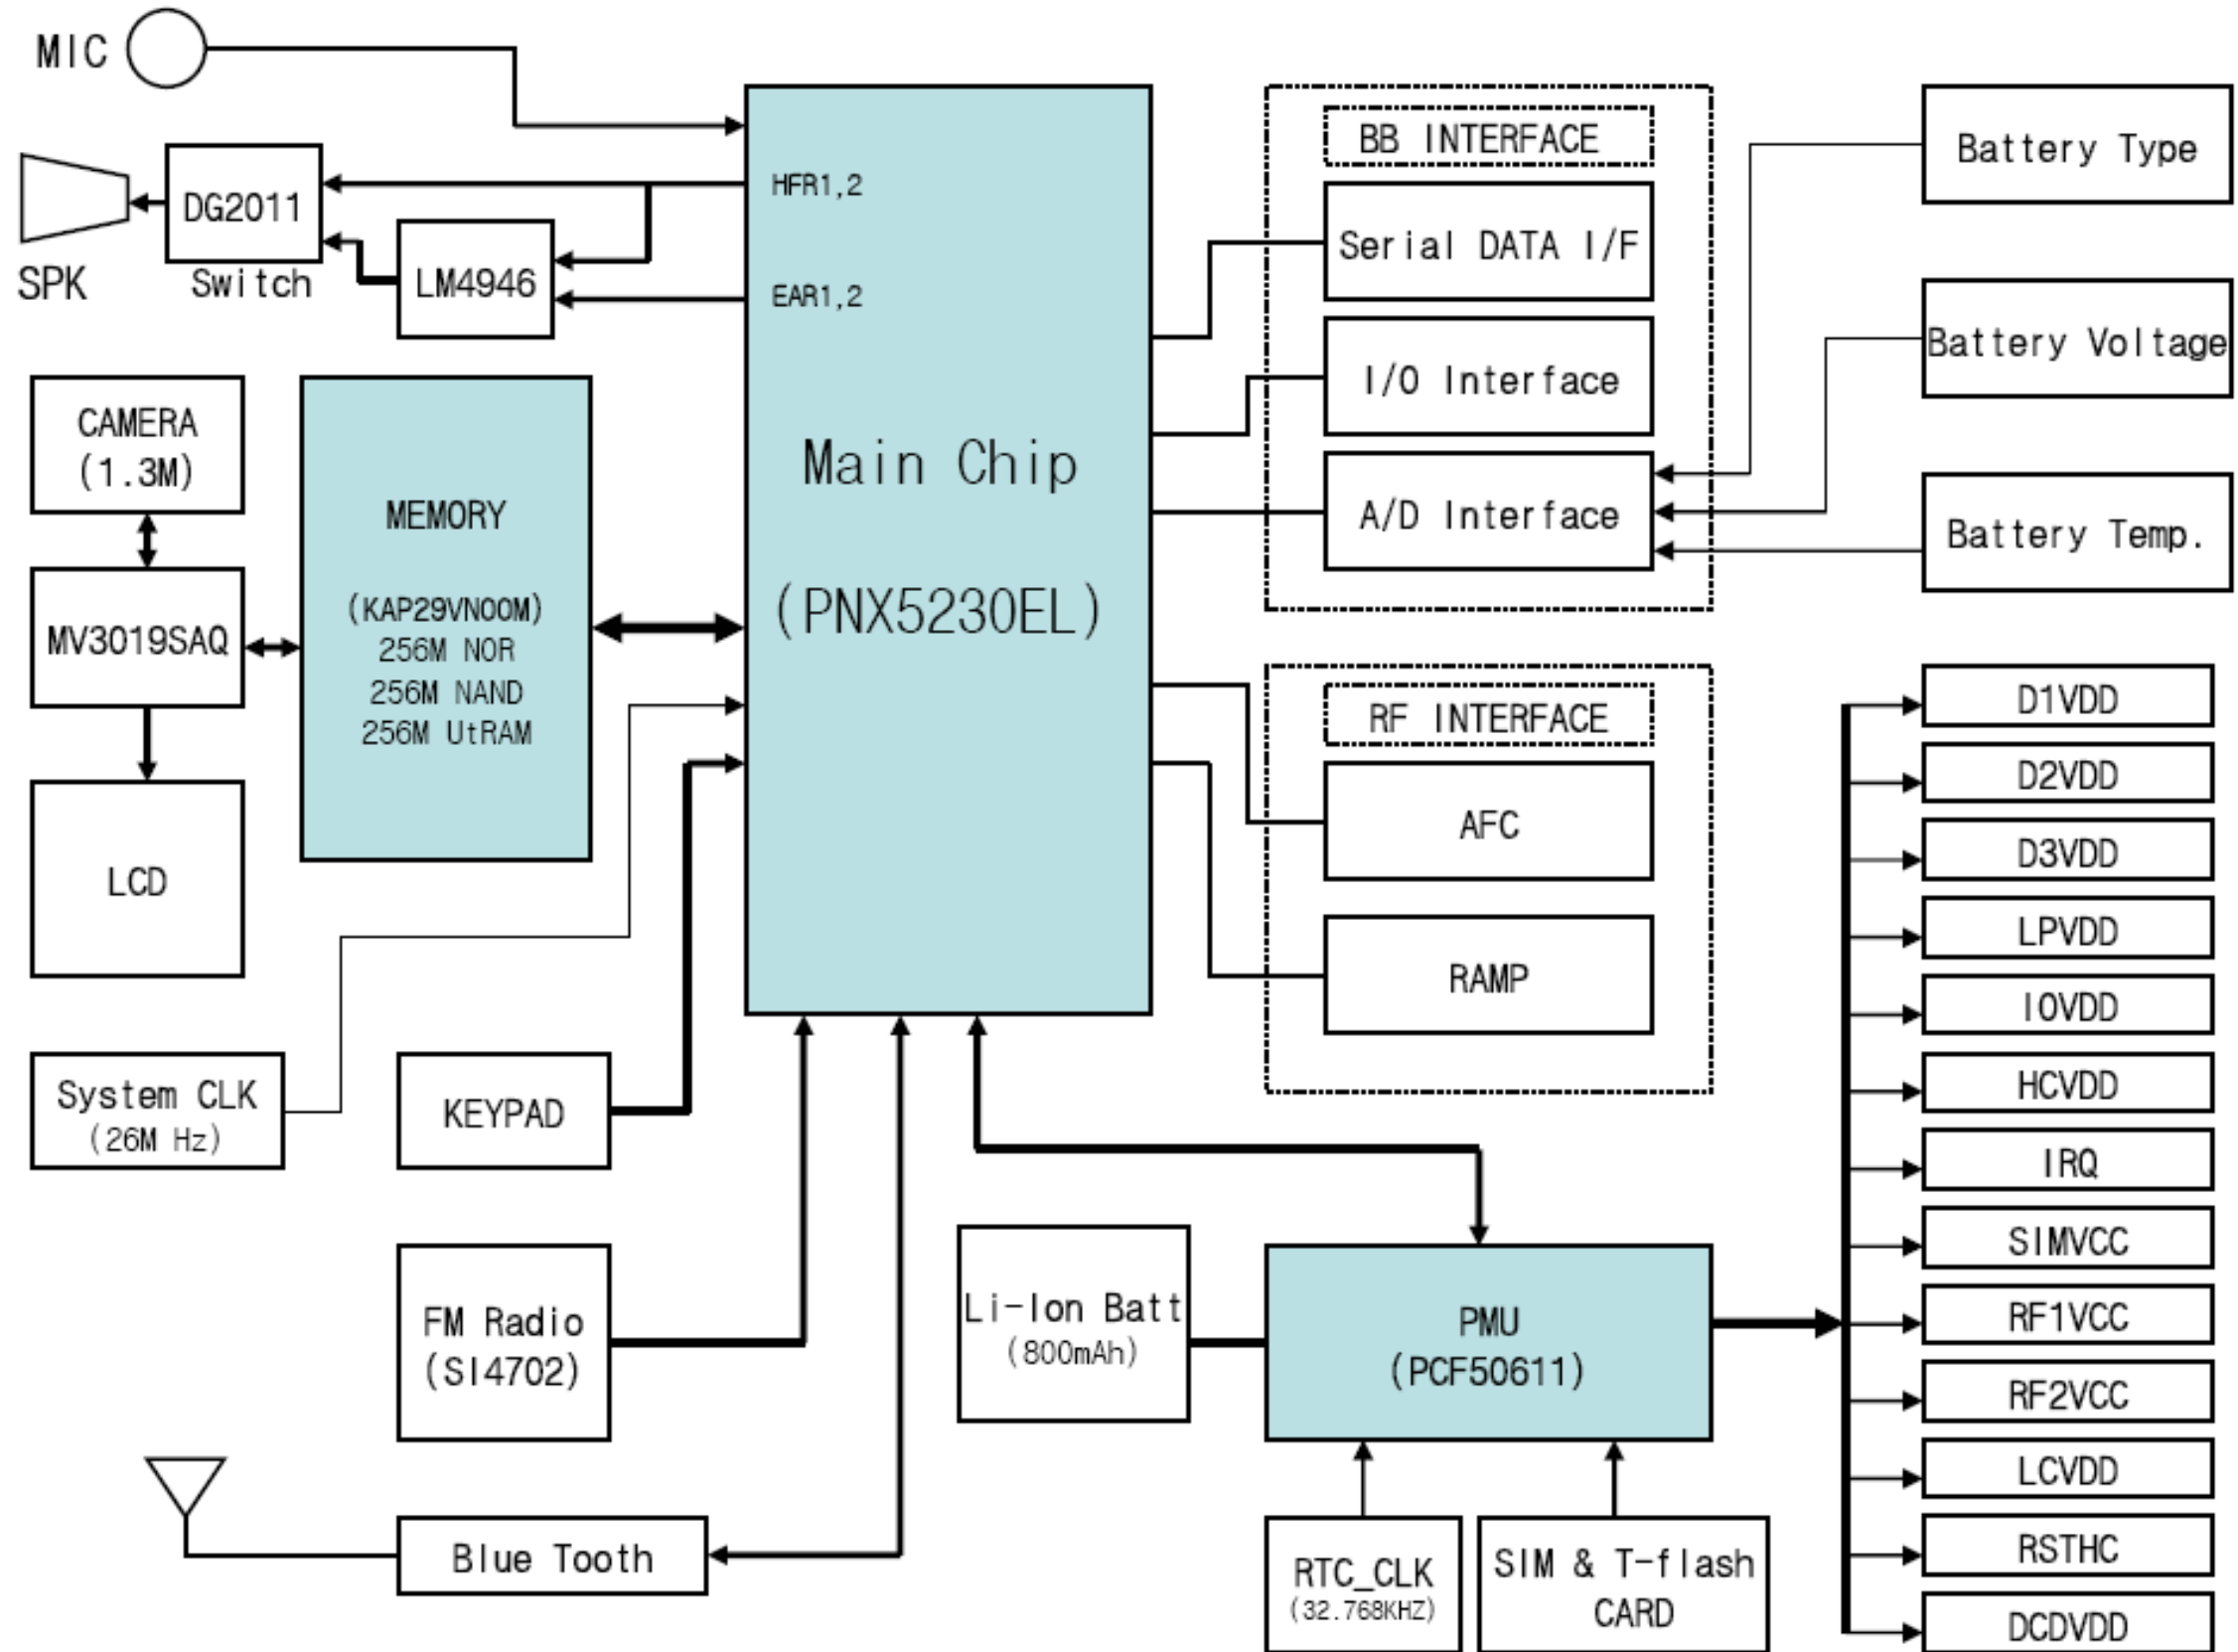 MIC
SPK
DG2011
Switch
LM4946
HFR1,2
EAR1,2
CAMERA
(1.3M)
MV3019SAQ
LCD
MEMORY
(KAP29VN00M)
256M NOR
256M NAND
256M UtRAM
Main Chip
(PNX5230EL)
BB INTERFACE
Serial DATA I/F
I/O Interface
A/D Interface
Battery Type
Battery Voltage
Battery Temp.
RF INTERFACE
AFC
RAMP
System CLK
(26M Hz)
KEYPAD
FM Radio
(SI4702)
Blue Tooth
Li-Ion Batt
(800mAh)
PMU
(PCF50611)
RTC_CLK
(32.768KHZ)
SIM & T-flash
CARD
D1VDD
D2VDD
D3VDD
LPVDD
IOVDD
HCVDD
IRQ
SIMVCC
RF1VCC
RF2VCC
LCVDD
RSTHC
DCDVDD